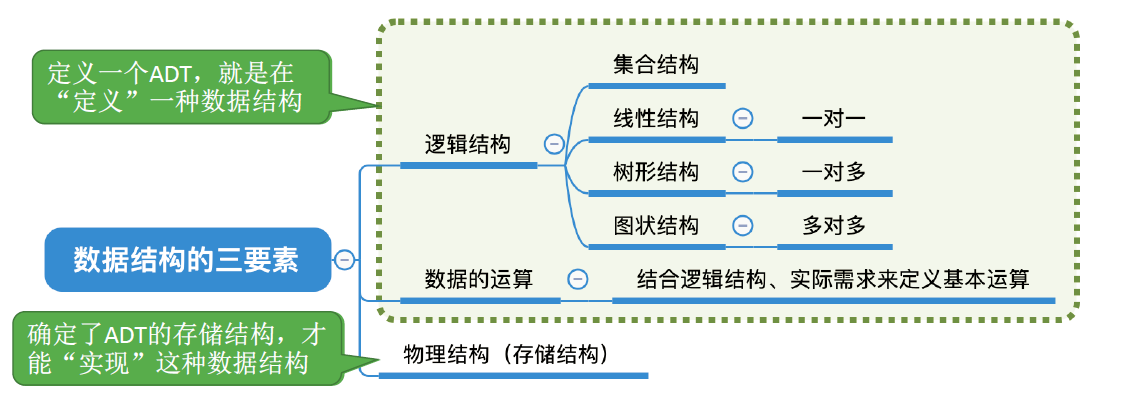 定义一个ADT，就是在
“定义”一种数据结构
集合结构
线性结构
一对一
逻辑结构
树形结构
一对多
图状结构
多对多
数据结构的三要素
数据的运算
结合逻辑结构、实际需求来定义基本运算
确定了ADT的存储结构，才
能“实现”这种数据结构
物理结构（存储结构）